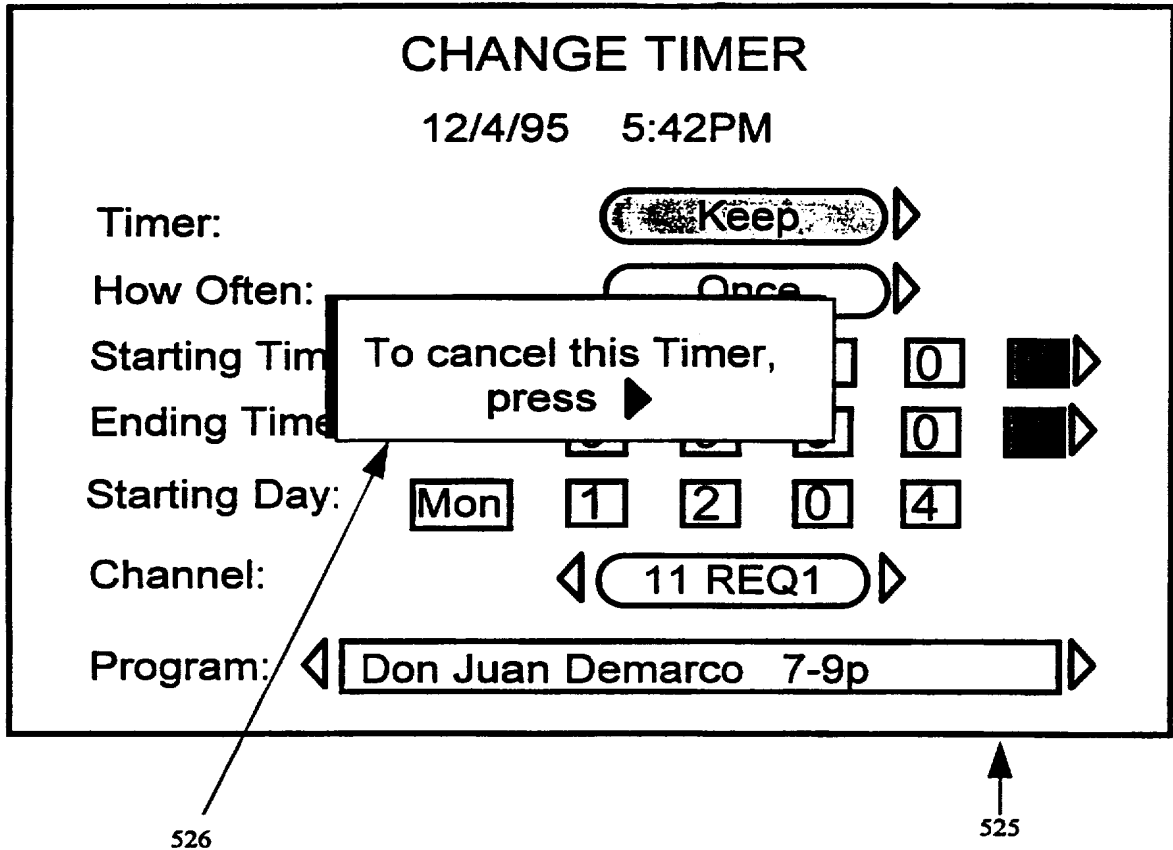 CHANGE TIMER
12/4/95 5:42PM
Timer: Keep
How Often: Once
Starting Tim 0
To cancel this Timer,
press ▶
Ending Time 0
Starting Day: Mon 1 2 0 4
Channel: 11 REQ1
Program: Don Juan Demarco 7-9p
526
525